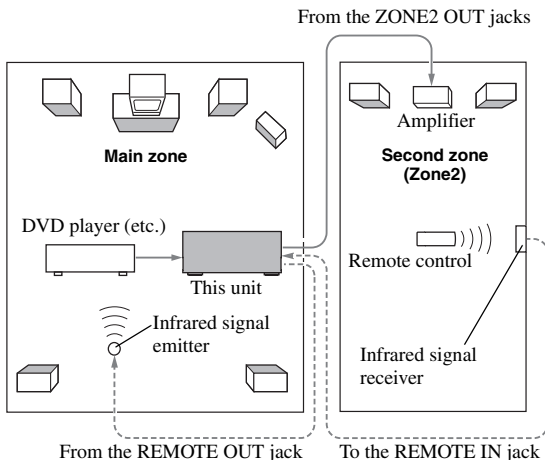 From the ZONE2 OUT jacks
Amplifier
Main zone
Second zone
(Zone2)
DVD player (etc.)
This unit
Remote control
Infrared signal
emitter
Infrared signal
receiver
From the REMOTE OUT jack
To the REMOTE IN jack